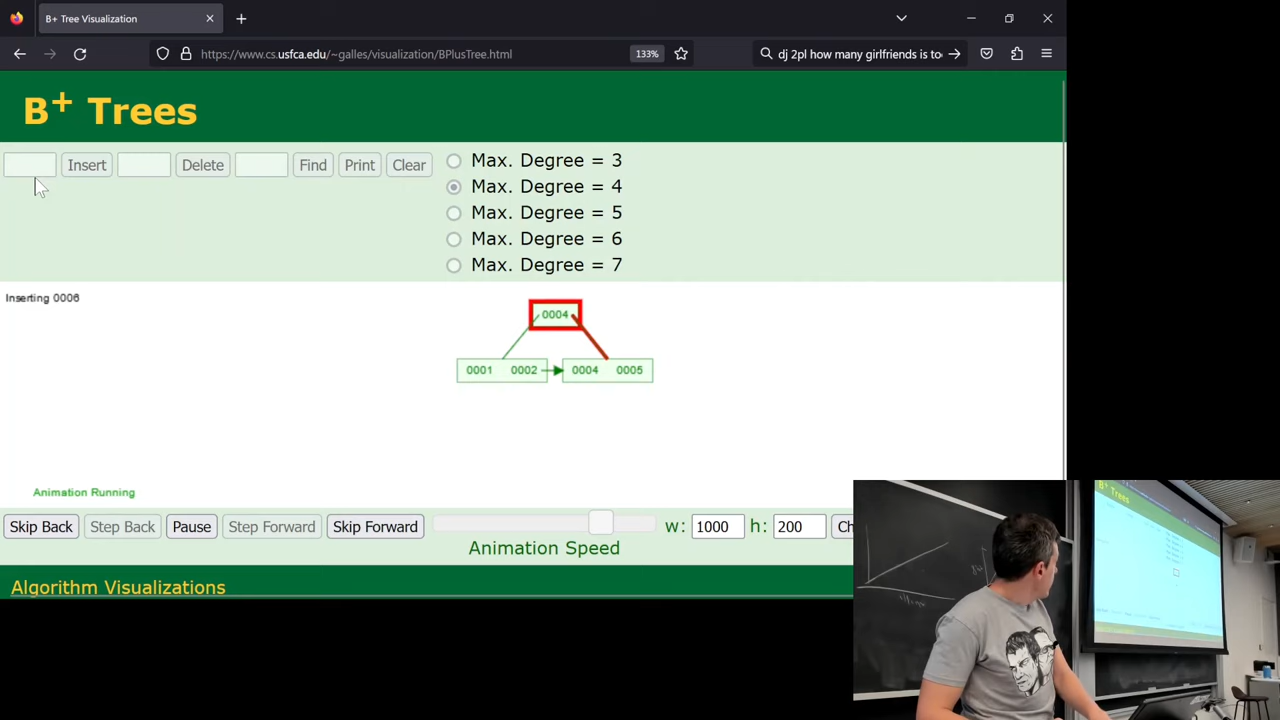 B+ Tree Visualization
https://www.cs.usfca.edu/~galles/visualization/BPlusTree.html 133% dj 2pl how many girlfriends is to
B+ Trees
Insert Delete Find Print Clear
Max. Degree = 3
Max. Degree = 4
Max. Degree = 5
Max. Degree = 6
Max. Degree = 7
Inserting 0006
0004
0001 0002 0004 0005
Animation Running
Skip Back Step Back Pause Step Forward Skip Forward w: 1000 h: 200 Ch
Animation Speed
Algorithm Visualizations
B+ Trees